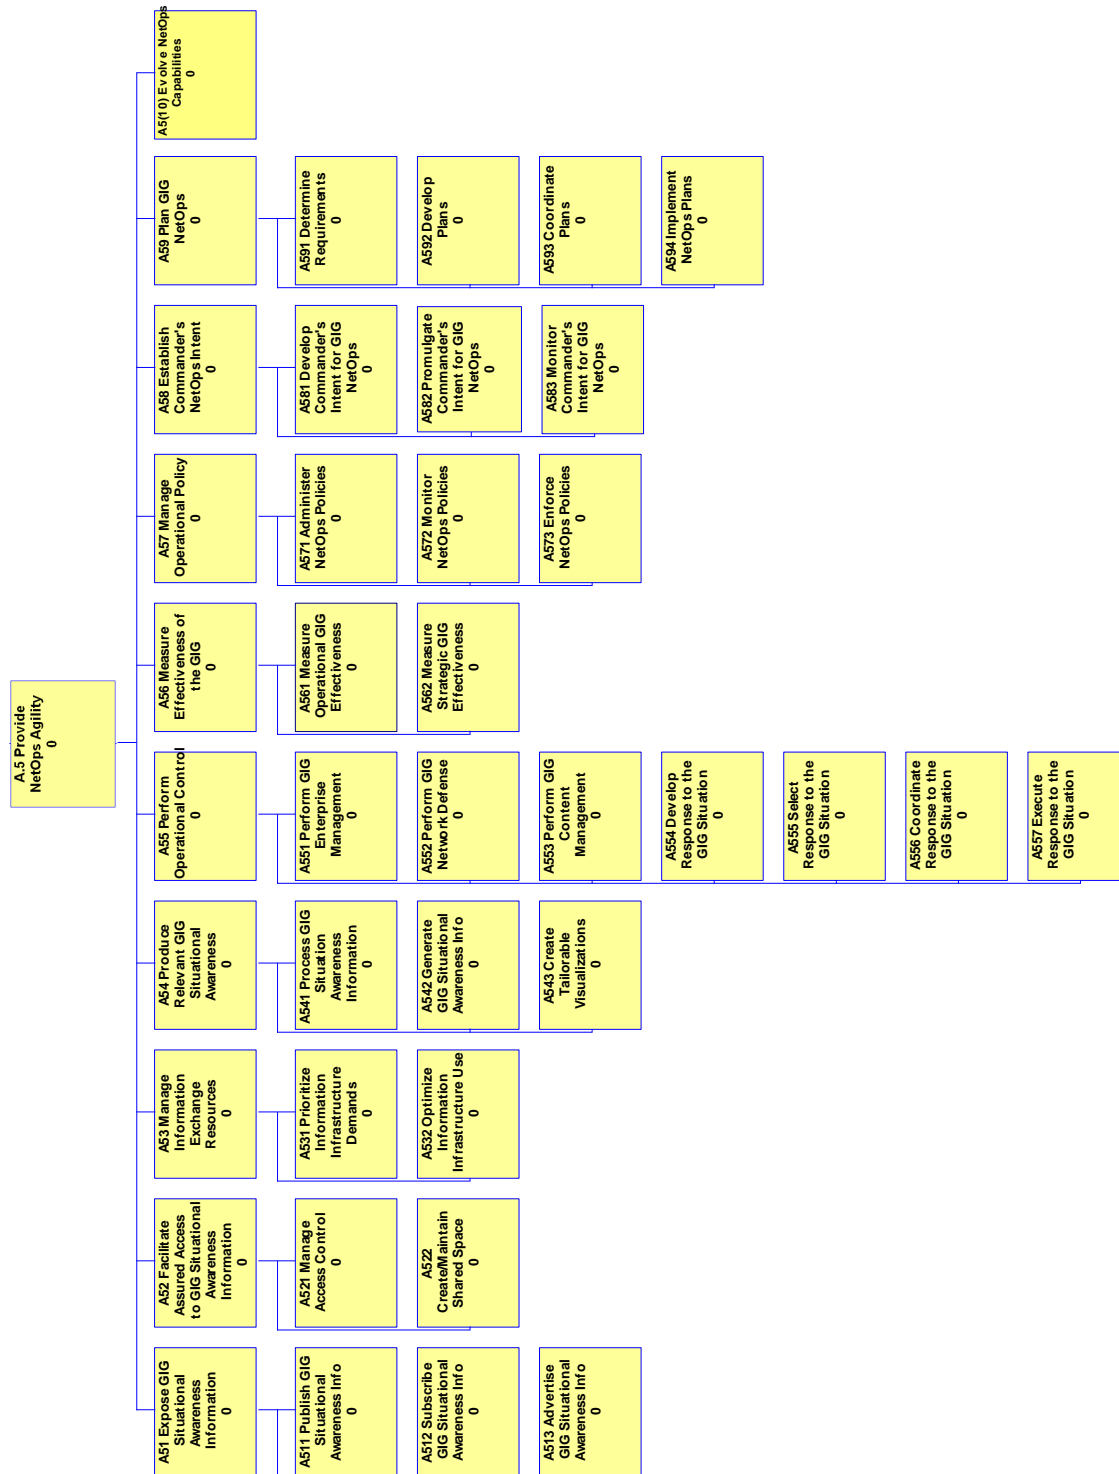 A.5 Provide
NetOps Agility
0
A51 Expose GIG
Situational
Awareness
Information
0
A511 Publish GIG
Situational
Awareness Info
0
A512 Subscribe
GIG Situational
Awareness Info
0
A513 Advertise
GIG Situational
Awareness Info
0
A52 Facilitate
Assured Access
to GIG Situational
Awareness
Information
0
A521 Manage
Access Control
0
A522
Create/Maintain
Shared Space
0
A53 Manage
Information
Exchange
Resources
0
A531 Prioritize
Information
Infrastructure
Demands
0
A532 Optimize
Information
Infrastructure Use
0
A54 Produce
Relevant GIG
Situational
Awareness
0
A541 Process GIG
Situation
Awareness
Information
0
A542 Generate
GIG Situational
Awareness Info
0
A543 Create
Tailorable
Visualizations
0
A55 Perform
Operational Control
0
A551 Perform GIG
Enterprise
Management
0
A552 Perform GIG
Network Defense
0
A553 Perform GIG
Content
Management
0
A554 Develop
Response to the
GIG Situation
0
A555 Select
Response to the
GIG Situation
0
A556 Coordinate
Response to the
GIG Situation
0
A557 Execute
Response to the
GIG Situation
0
A56 Measure
Effectiveness of
the GIG
0
A561 Measure
Operational GIG
Effectiveness
0
A562 Measure
Strategic GIG
Effectiveness
0
A57 Manage
Operational Policy
0
A571 Administer
NetOps Policies
0
A572 Monitor
NetOps Policies
0
A573 Enforce
NetOps Policies
0
A58 Establish
Commander's
NetOps Intent
0
A581 Develop
Commander's
Intent for GIG
NetOps
0
A582 Promulgate
Commander's
Intent for GIG
NetOps
0
A583 Monitor
Commander's
Intent for GIG
NetOps
0
A59 Plan GIG
NetOps
0
A591 Determine
Requirements
0
A592 Develop
Plans
0
A593 Coordinate
Plans
0
A594 Implement
NetOps Plans
0
A5(10) Evolve NetOps
Capabilities
0